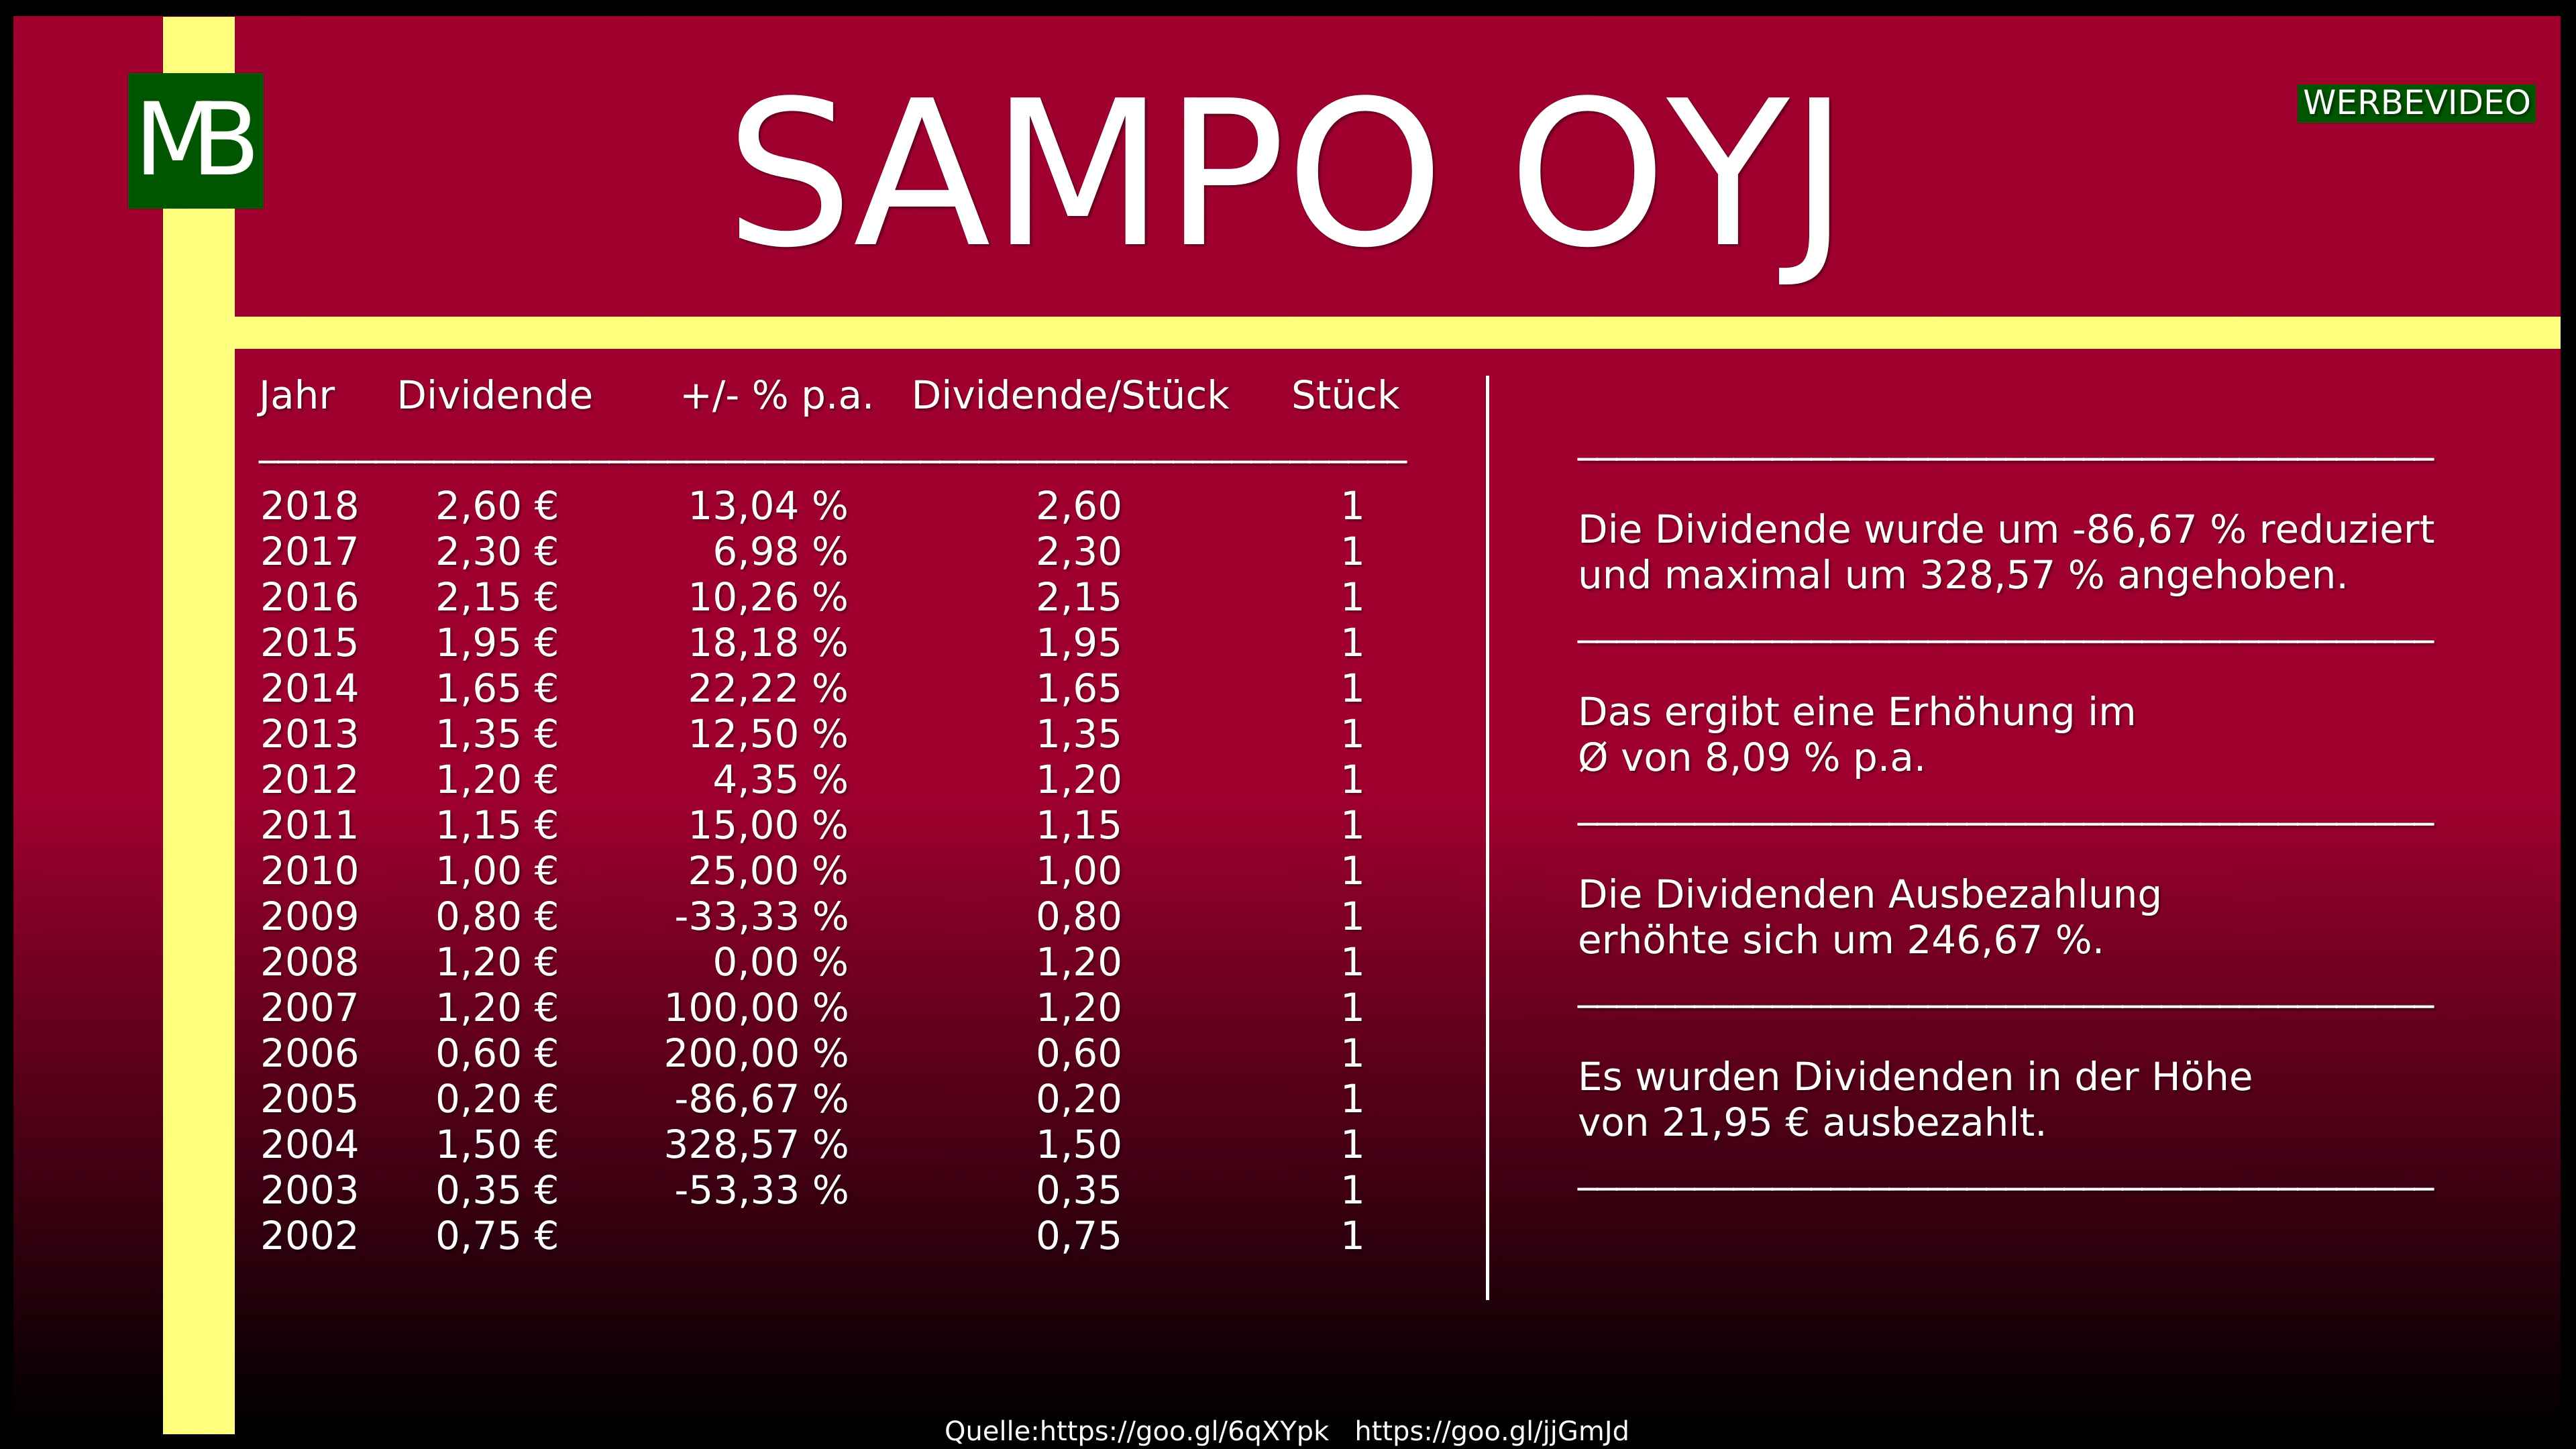 MB
SAMPO OYJ
WERBEVIDEO
Jahr Dividende +/- % p.a. Dividende/Stück Stück
2018 2,60 € 13,04 % 2,60 1
2017 2,30 € 6,98 % 2,30 1
2016 2,15 € 10,26 % 2,15 1
2015 1,95 € 18,18 % 1,95 1
2014 1,65 € 22,22 % 1,65 1
2013 1,35 € 12,50 % 1,35 1
2012 1,20 € 4,35 % 1,20 1
2011 1,15 € 15,00 % 1,15 1
2010 1,00 € 25,00 % 1,00 1
2009 0,80 € -33,33 % 0,80 1
2008 1,20 € 0,00 % 1,20 1
2007 1,20 € 100,00 % 1,20 1
2006 0,60 € 200,00 % 0,60 1
2005 0,20 € -86,67 % 0,20 1
2004 1,50 € 328,57 % 1,50 1
2003 0,35 € -53,33 % 0,35 1
2002 0,75 € 0,75 1
Die Dividende wurde um -86,67 % reduziert
und maximal um 328,57 % angehoben.
Das ergibt eine Erhöhung im
Ø von 8,09 % p.a.
Die Dividenden Ausbezahlung
erhöhte sich um 246,67 %.
Es wurden Dividenden in der Höhe
von 21,95 € ausbezahlt.
Quelle:https://goo.gl/6qXYpk https://goo.gl/jjGmJd